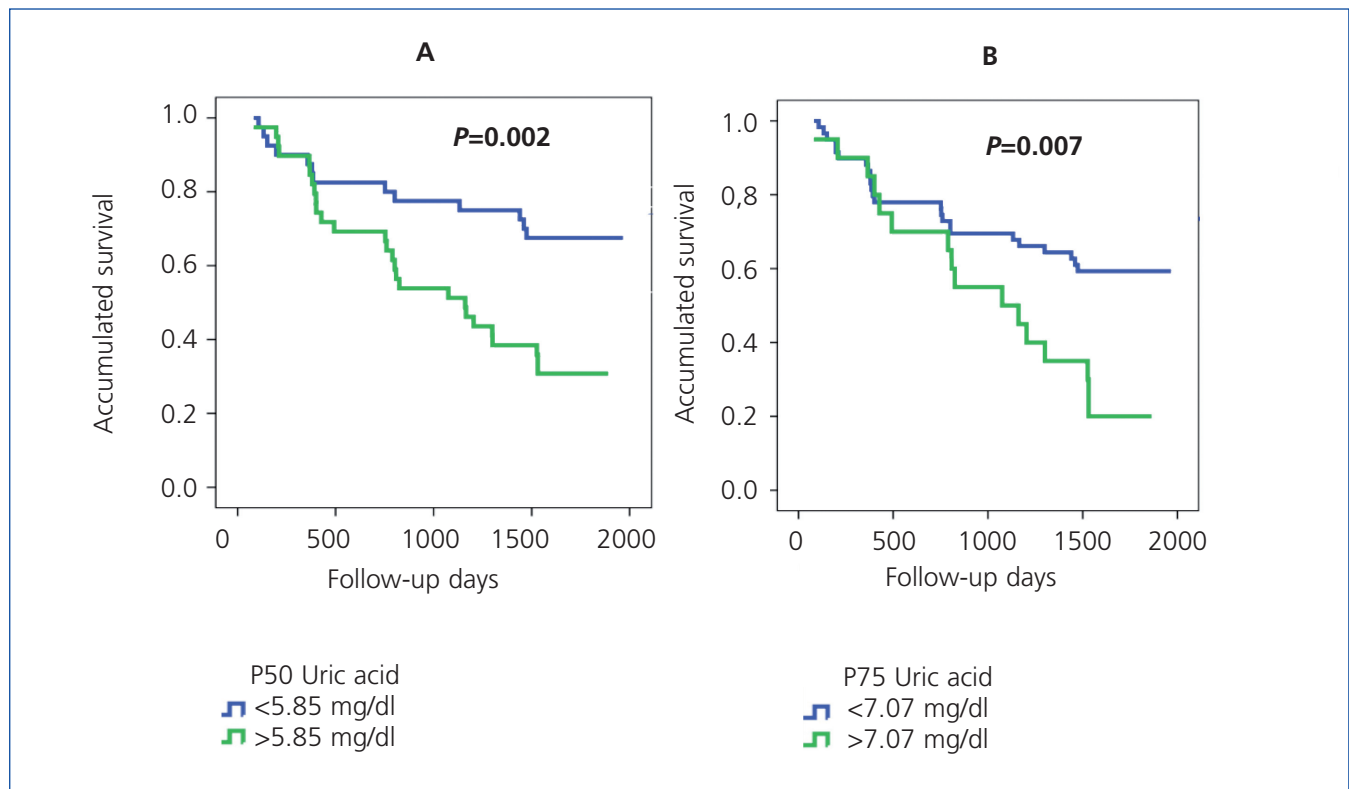 A
P=0.002
Accumulated survival
1.0
0.8
0.6
0.4
0.2
0.0
0 500 1000 1500 2000
Follow-up days
P50 Uric acid
<5.85 mg/dl
>5.85 mg/dl
B
P=0.007
Accumulated survival
1.0
0.8
0.6
0.4
0.2
0.0
0 500 1000 1500 2000
Follow-up days
P75 Uric acid
<7.07 mg/dl
>7.07 mg/dl